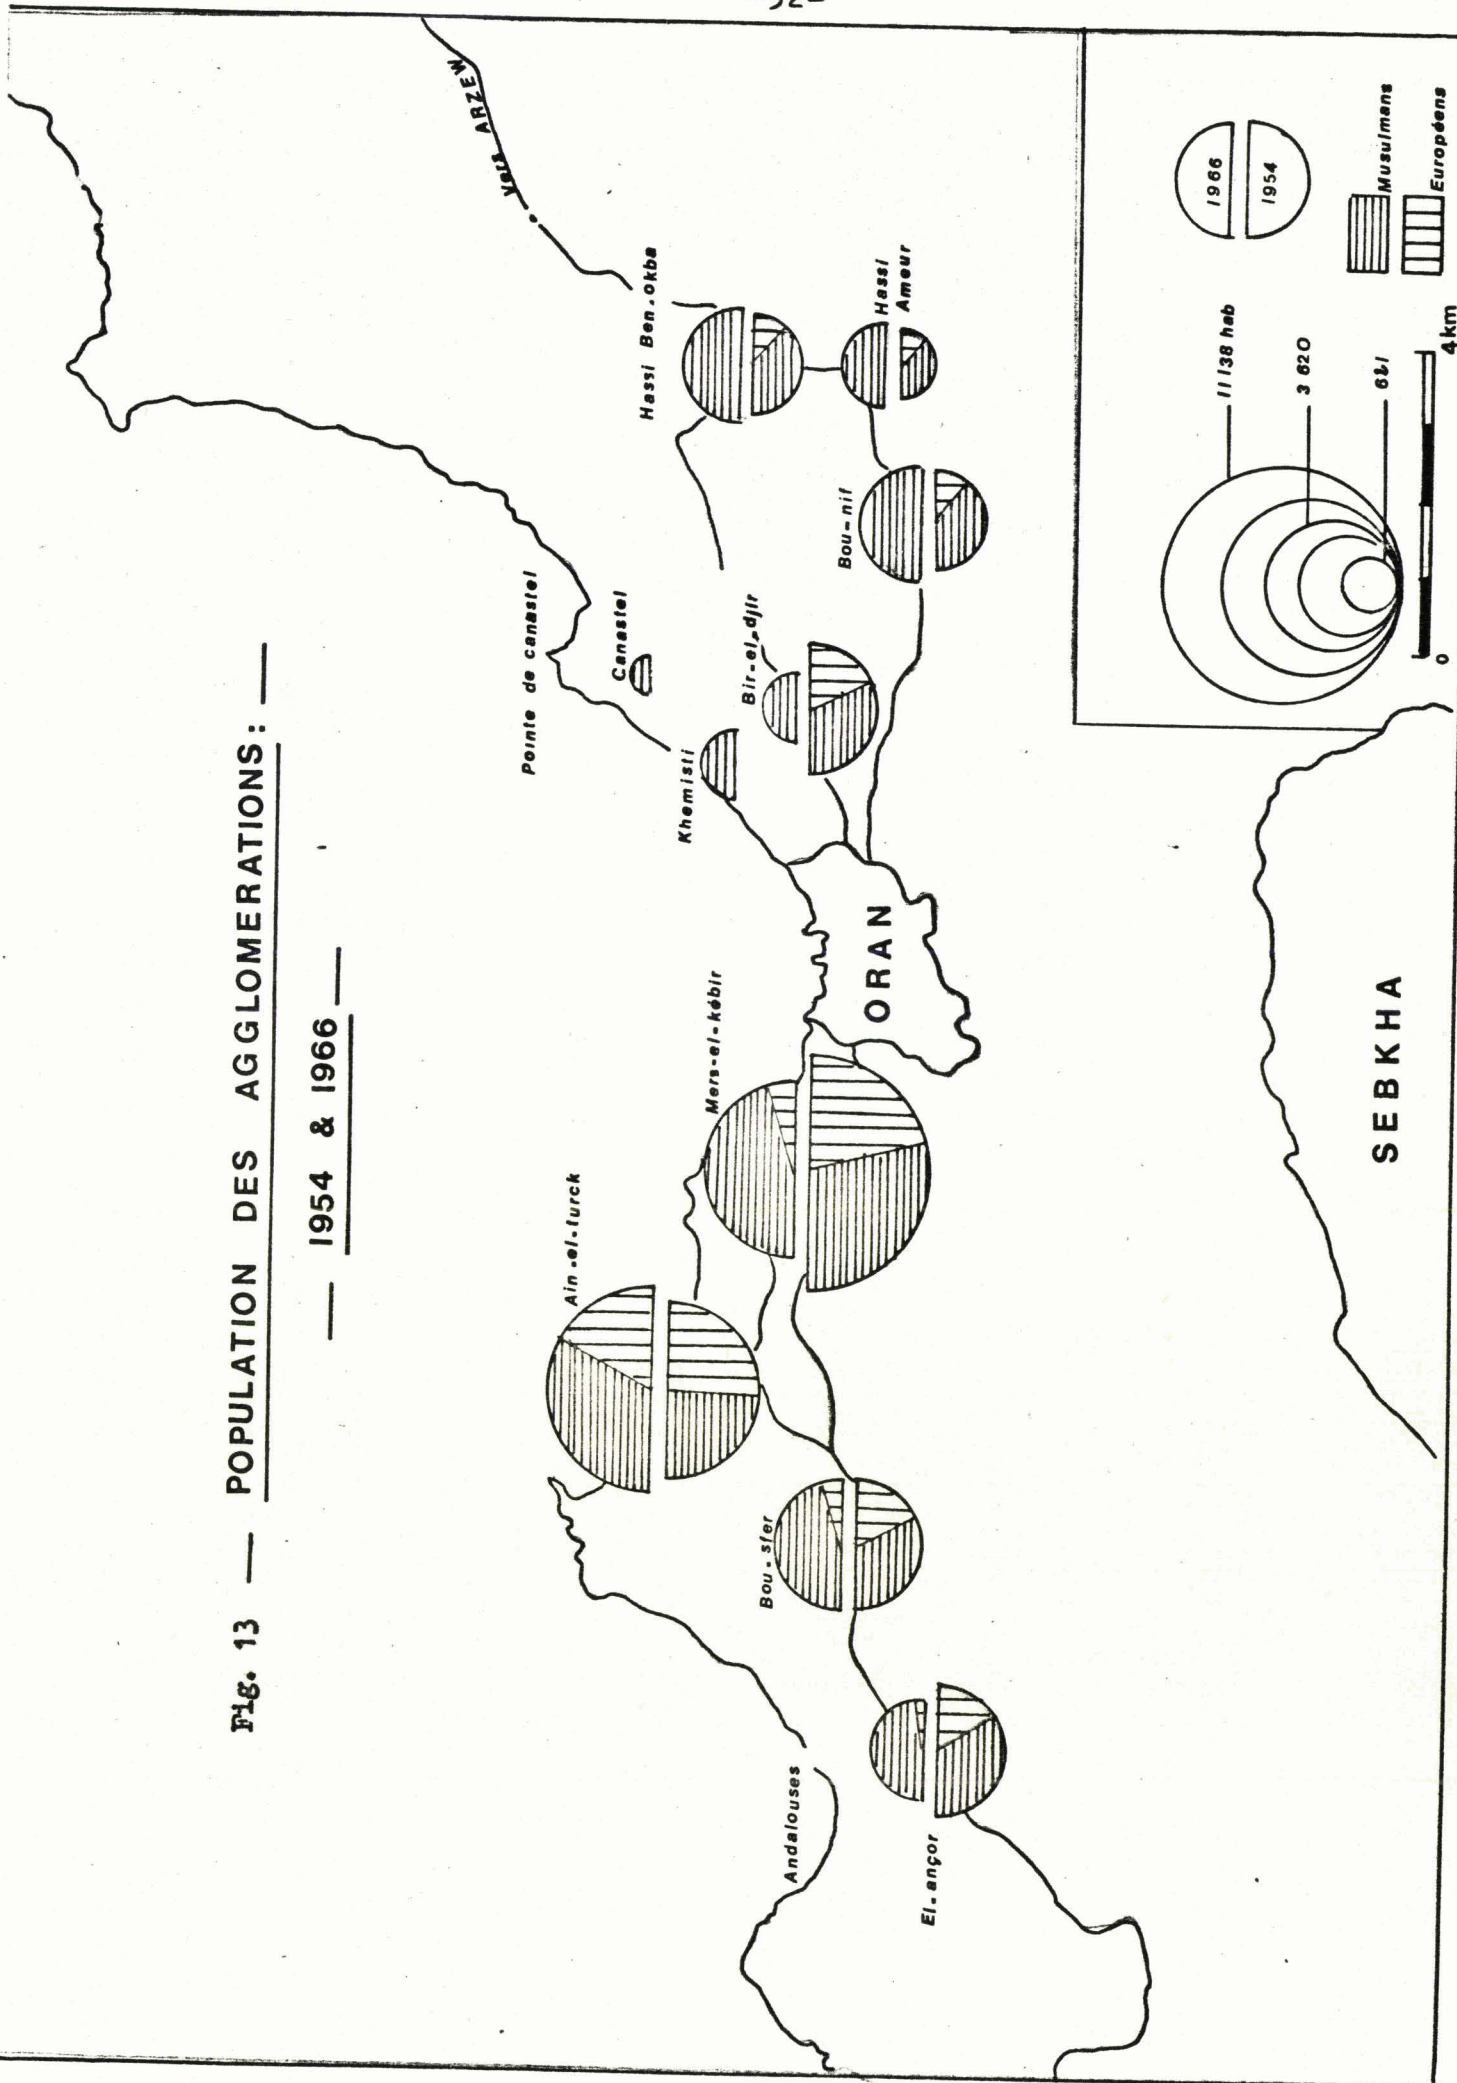 Fig. 13 — POPULATION DES AGGLOMERATIONS: —
— 1954 & 1966 —
Vers ARZEW
Pointe de canastel
Canastel
Khemisti
Bir-el-djir
Hassi Ben.okba
Hassi
Ameur
Bou-nif
Ain-el-turck
Mers-el-kébir
ORAN
Bou-sfer
Andalouses
El-ançor
SEBKHA
11 138 hab
3 620
621
1966
1954
Musulmans
Européens
0
4 km